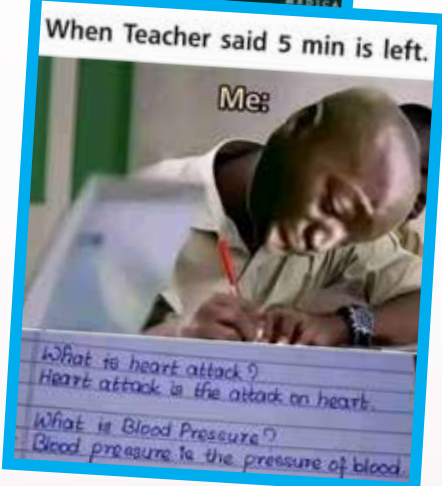 MEDICA
When Teacher said 5 min is left.
Me:
What is heart attack?
Heart attack is the attack on heart.
What is Blood Pressure?
Blood pressure is the pressure of blood.